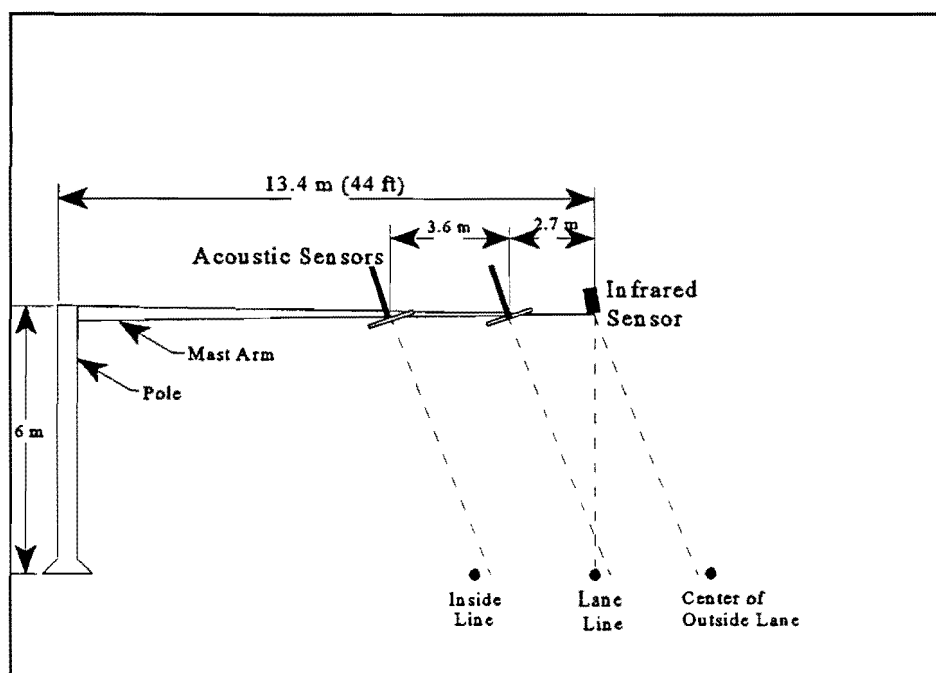 13.4 m (44 ft)
3.6 m
2.7 m
Acoustic Sensors
Infrared
Sensor
Mast Arm
Pole
6 m
Inside
Line
Lane
Line
Center of
Outside Lane